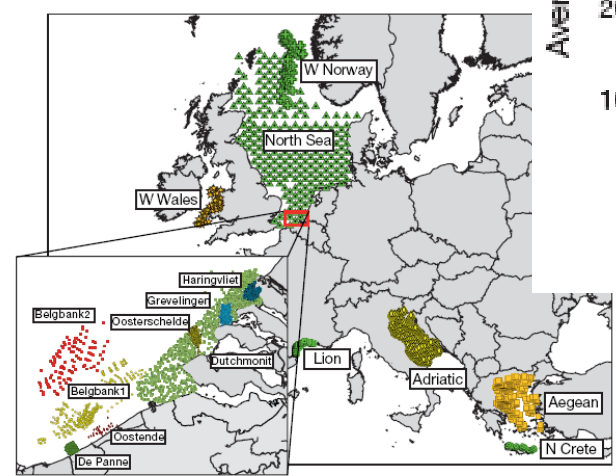 W Norway
North Sea
W Wales
Haringvliet
Grevelingen
Belgbank2
Oosterschelde
Dutchmonit
Belgbank1
Oostende
De Panne
Lion
Adriatic
Aegean
N Crete